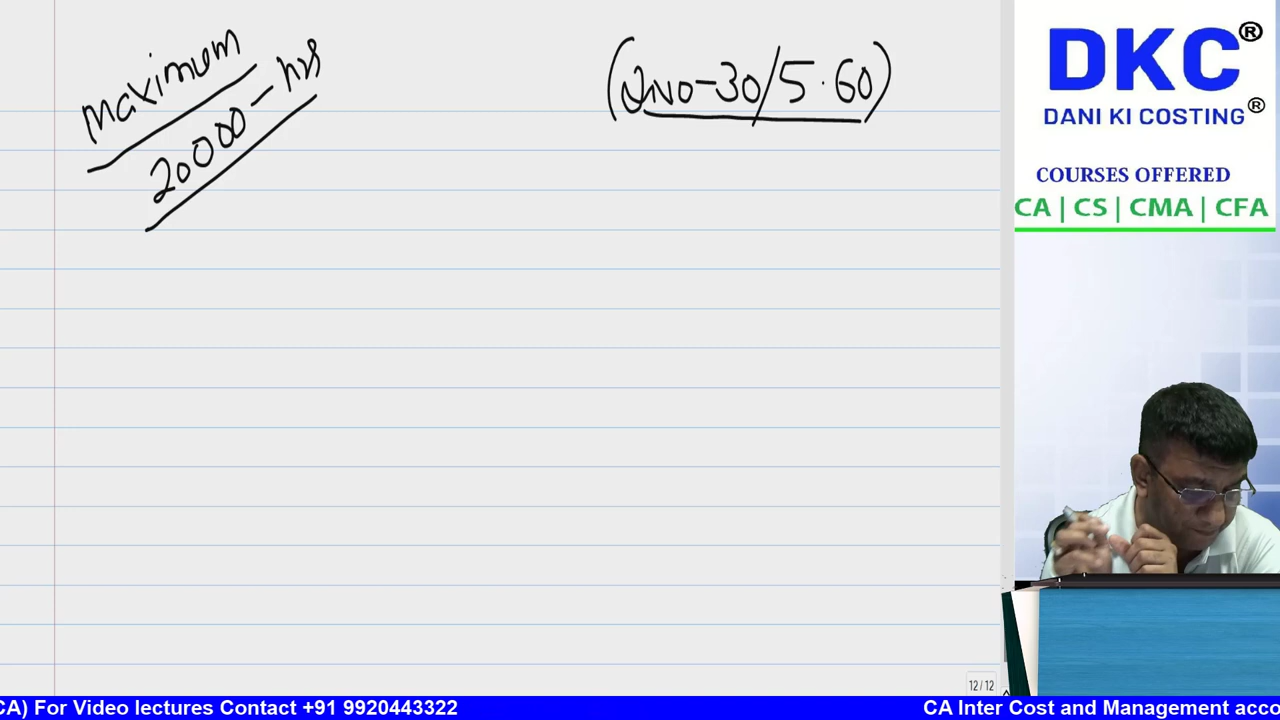 maximum
20000 - hrs
(QNO-30/5.60)
DKC®
DANI KI COSTING®
COURSES OFFERED
CA | CS | CMA | CFA
12/12
CA) For Video lectures Contact +91 9920443322
CA Inter Cost and Management acco